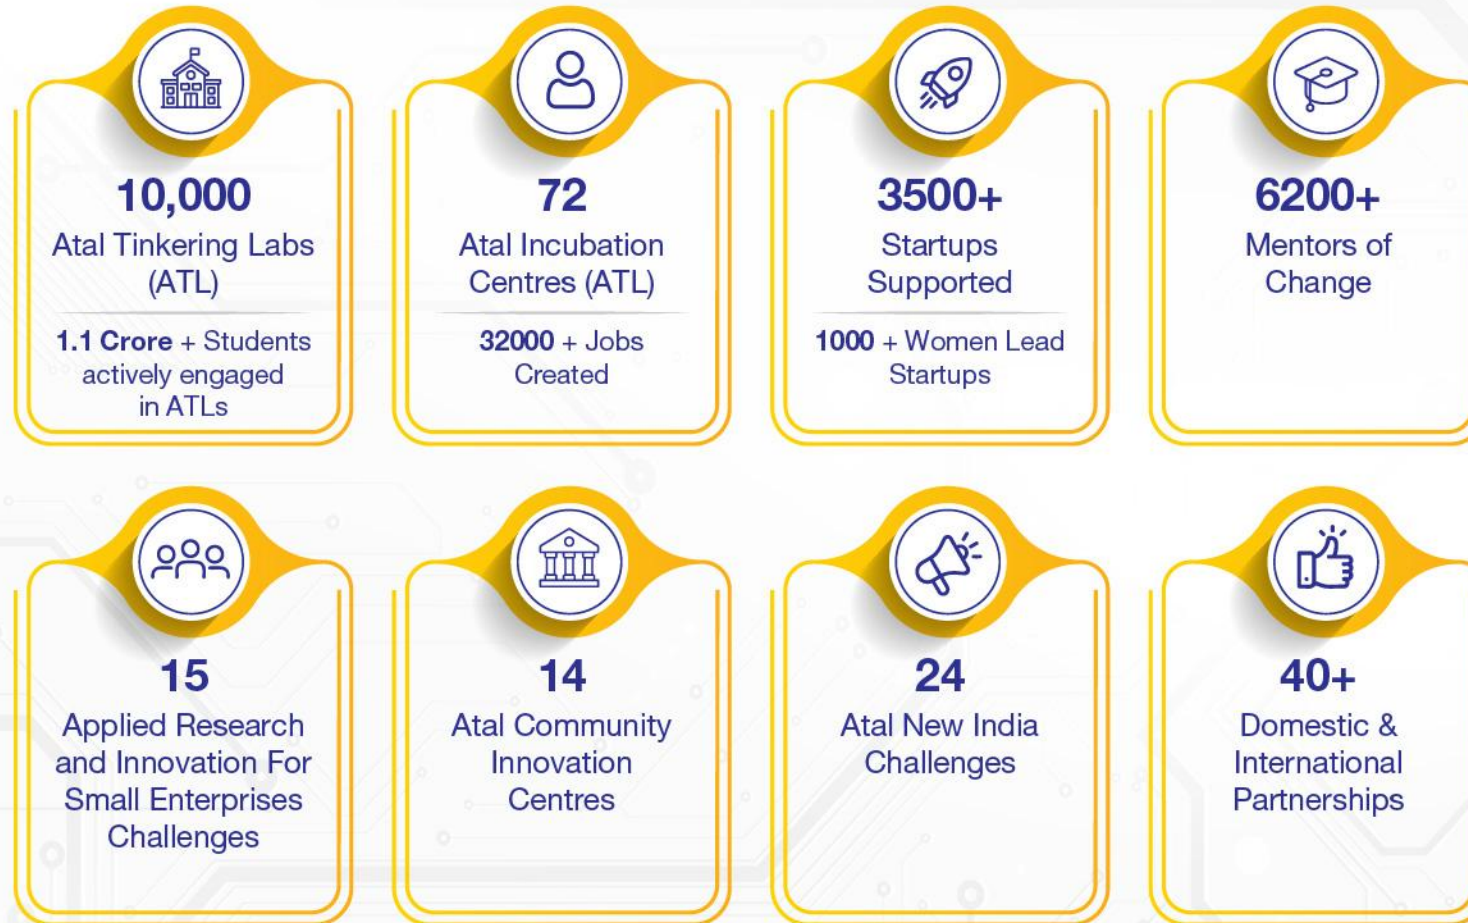 10,000
Atal Tinkering Labs
(ATL)
1.1 Crore + Students
actively engaged
in ATLs
72
Atal Incubation
Centres (ATL)
32000 + Jobs
Created
3500+
Startups
Supported
1000 + Women Lead
Startups
6200+
Mentors of
Change
15
Applied Research
and Innovation For
Small Enterprises
Challenges
14
Atal Community
Innovation
Centres
24
Atal New India
Challenges
40+
Domestic &
International
Partnerships